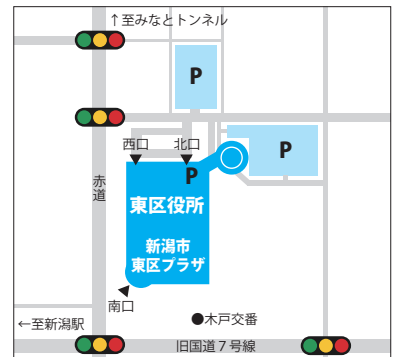 ↑至みなとトンネル
P
西口
北口
P
P
赤道
東区役所
新潟市
東区プラザ
南口
←至新潟駅
●木戸交番
旧国道７号線